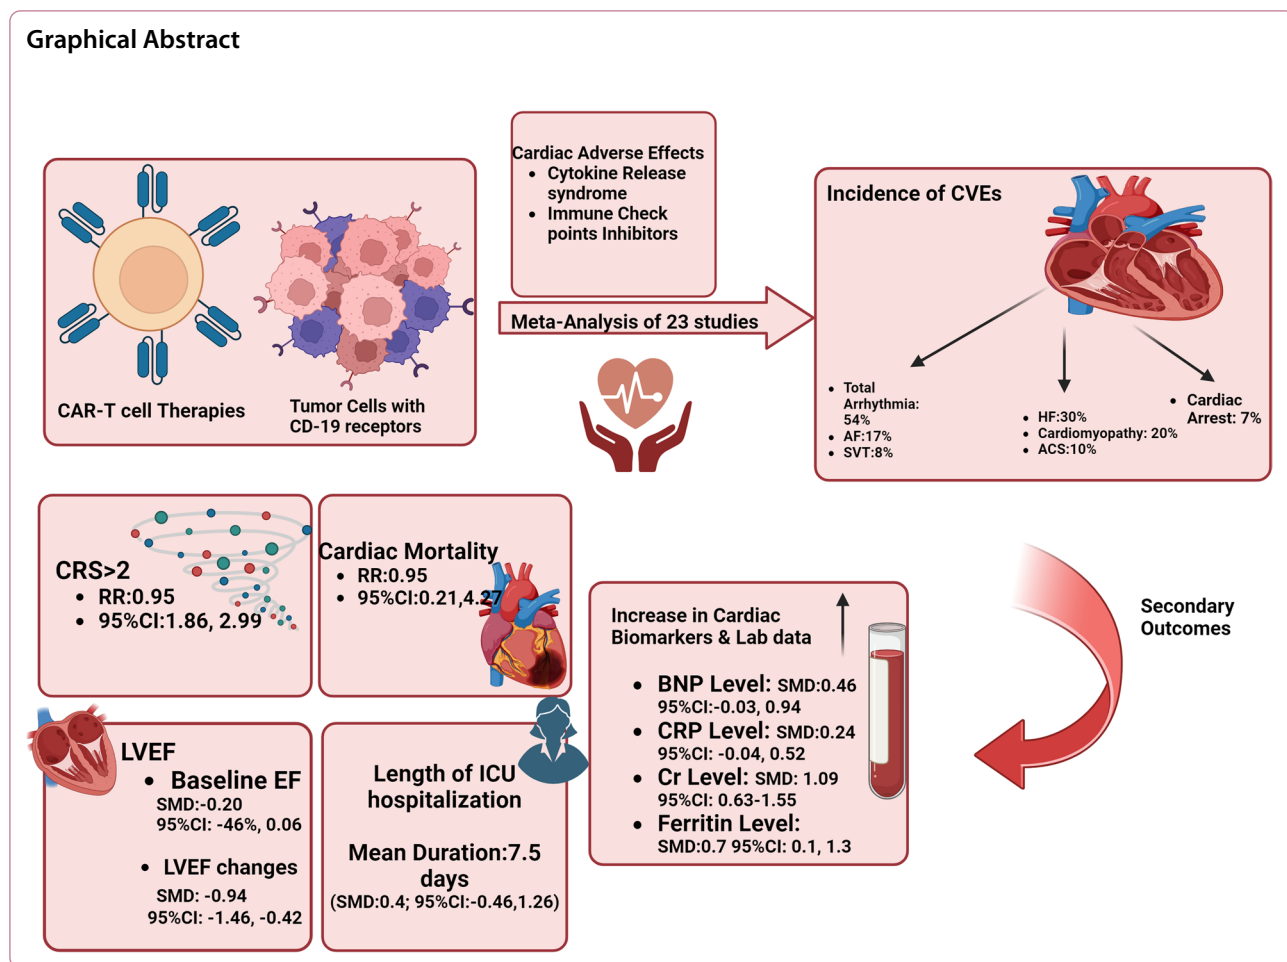 Graphical Abstract
CAR-T cell Therapies
Tumor Cells with
CD-19 receptors
Cardiac Adverse Effects
• Cytokine Release
syndrome
• Immune Check
points Inhibitors
Meta-Analysis of 23 studies
Incidence of CVEs
• Total
Arrhythmia:
54%
• AF:17%
• SVT:8%
• HF:30%
• Cardiomyopathy: 20%
• ACS:10%
• Cardiac
Arrest: 7%
Secondary
Outcomes
Increase in Cardiac
Biomarkers & Lab data
• BNP Level: SMD:0.46
95%CI:-0.03, 0.94
• CRP Level: SMD:0.24
95%CI: -0.04, 0.52
• Cr Level: SMD: 1.09
95%CI: 0.63-1.55
• Ferritin Level:
SMD:0.7 95%CI: 0.1, 1.3
CRS>2
• RR:0.95
• 95%CI:1.86, 2.99
Cardiac Mortality
• RR:0.95
• 95%CI:0.21,4.27
LVEF
• Baseline EF
SMD:-0.20
95%CI: -46%, 0.06
• LVEF changes
SMD: -0.94
95%CI: -1.46, -0.42
Length of ICU
hospitalization
Mean Duration:7.5
days
(SMD:0.4; 95%CI:-0.46,1.26)